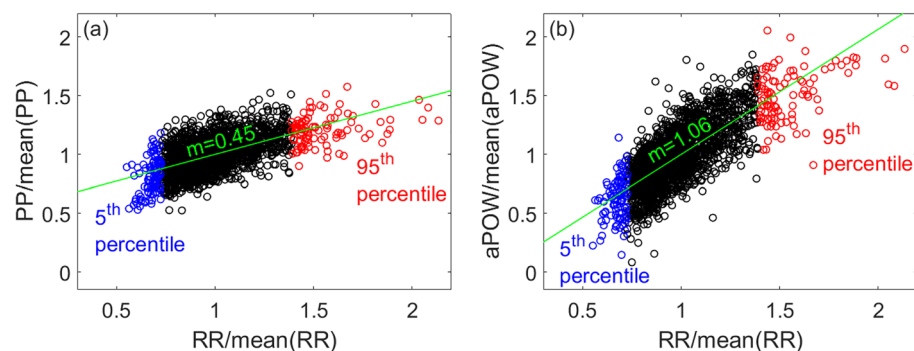 (a)
PP/mean(PP)
2
1.5
1
0.5
0
m=0.45
95th
percentile
5th
percentile
0.5
1
1.5
2
RR/mean(RR)
(b)
aPOW/mean(aPOW)
2
1.5
1
0.5
0
m=1.06
95th
percentile
5th
percentile
0.5
1
1.5
2
RR/mean(RR)